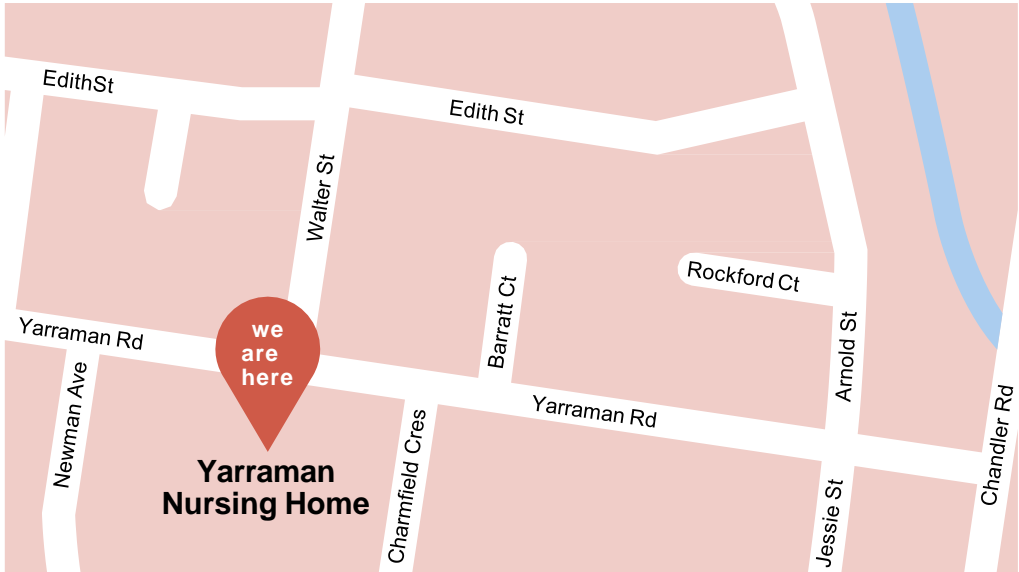 EdithSt
Edith St
Walter St
Rockford Ct
Barratt Ct
we
are
here
Yarraman Rd
Arnold St
Newman Ave
Yarraman Rd
Chandler Rd
Charmfield Cres
Yarraman
Nursing Home
Jessie St